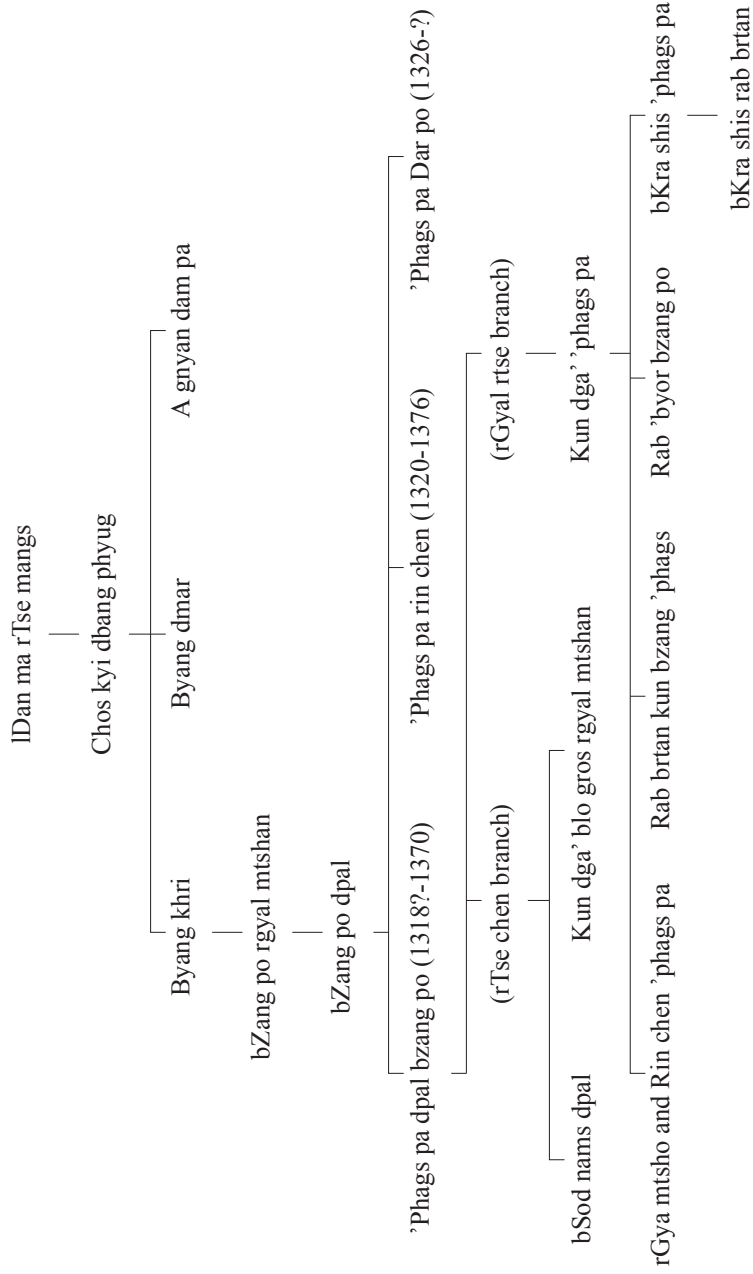 lDan ma rTse mangs
Chos kyi dbang phyug
Byang khri
Byang dmar
A gnyan dam pa
bZang po rgyal mtshan
bZang po dpal
’Phags pa dpal bzang po (1318?-1370)
’Phags pa rin chen (1320-1376)
’Phags pa Dar po (1326-?)
(rTse chen branch)
(rGyal rtse branch)
bSod nams dpal
Kun dga’ blo gros rgyal mtshan
Kun dga’ ’phags pa
rGya mtsho and Rin chen ’phags pa
Rab brtan kun bzang ’phags
Rab ’byor bzang po
bKra shis ’phags pa
bKra shis rab brtan